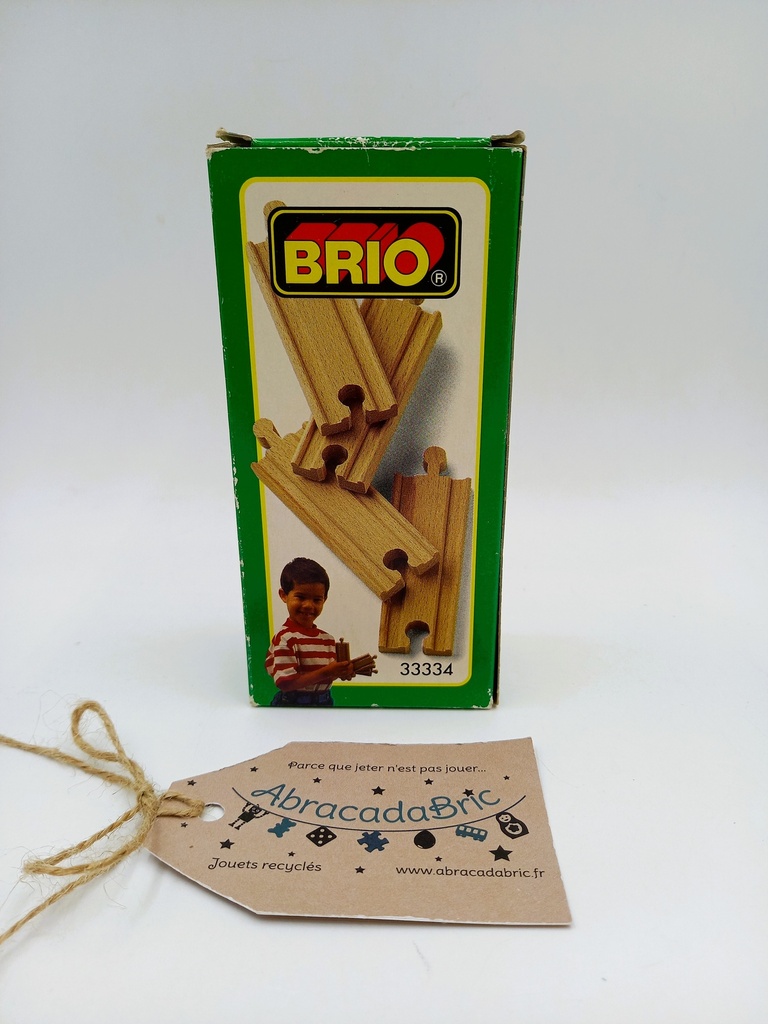 BRIO®
33334
Parce que jeter n'est pas jouer...
AbracadaBric
Jouets recyclés
www.abracadabric.fr